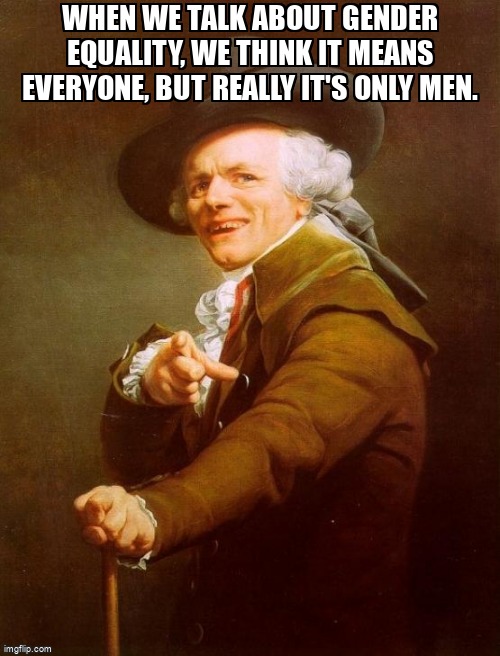 WHEN WE TALK ABOUT GENDER
EQUALITY, WE THINK IT MEANS
EVERYONE, BUT REALLY IT'S ONLY MEN.
imgflip.com